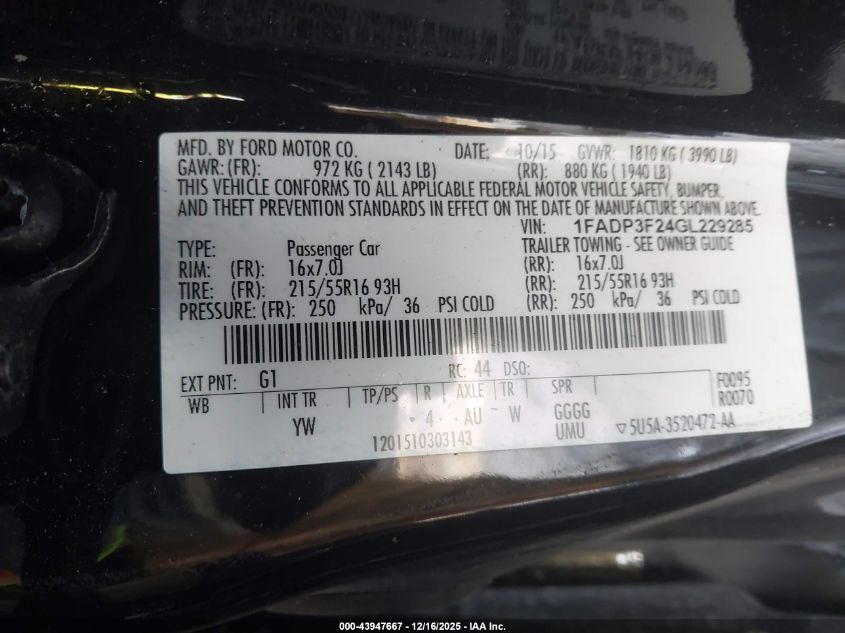 MFD. BY FORD MOTOR CO. DATE: 10/15 GVWR: 1810 KG ( 3990 LB)
GAWR: (FR): 972 KG ( 2143 LB) (RR): 880 KG ( 1940 LB)
THIS VEHICLE CONFORMS TO ALL APPLICABLE FEDERAL MOTOR VEHICLE SAFETY, BUMPER,
AND THEFT PREVENTION STANDARDS IN EFFECT ON THE DATE OF MANUFACTURE SHOWN ABOVE.
VIN: 1FADP3F24GL229285
TYPE: Passenger Car TRAILER TOWING - SEE OWNER GUIDE
RIM: (FR): 16x7.0J (RR): 16x7.0J
TIRE: (FR): 215/55R16 93H (RR): 215/55R16 93H
PRESSURE: (FR): 250 kPa/ 36 PSI COLD (RR): 250 kPa/ 36 PSI COLD
EXT PNT: G1 RC: 44 DSO: F0095
WB INT TR TP/PS R AXLE TR SPR R0070
YW 4 AU W GGGG
1201510303143 UMU ▽5U5A-3520472-AA
000-43947667 - 12/16/2025 - IAA Inc.